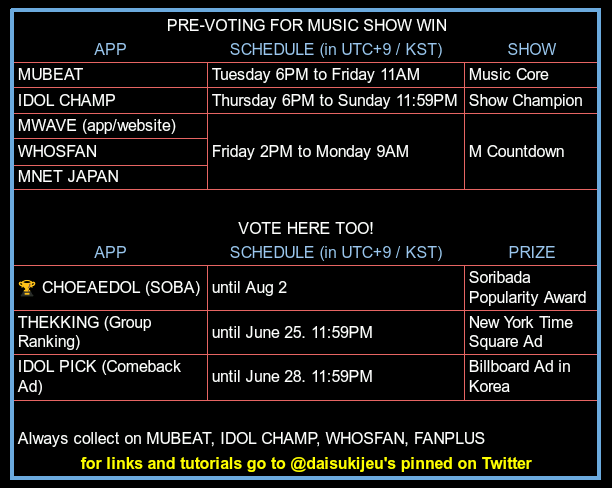 PRE-VOTING FOR MUSIC SHOW WIN
APP SCHEDULE (in UTC+9 / KST) SHOW
MUBEAT Tuesday 6PM to Friday 11AM Music Core
IDOL CHAMP Thursday 6PM to Sunday 11:59PM Show Champion
MWAVE (app/website)
WHOSFAN Friday 2PM to Monday 9AM M Countdown
MNET JAPAN
VOTE HERE TOO!
APP SCHEDULE (in UTC+9 / KST) PRIZE
🏆 CHOEAEDOL (SOBA) until Aug 2 Soribada
Popularity Award
THEKKING (Group
Ranking) until June 25. 11:59PM New York Time
Square Ad
IDOL PICK (Comeback
Ad) until June 28. 11:59PM Billboard Ad in
Korea
Always collect on MUBEAT, IDOL CHAMP, WHOSFAN, FANPLUS
for links and tutorials go to @daisukijeu's pinned on Twitter